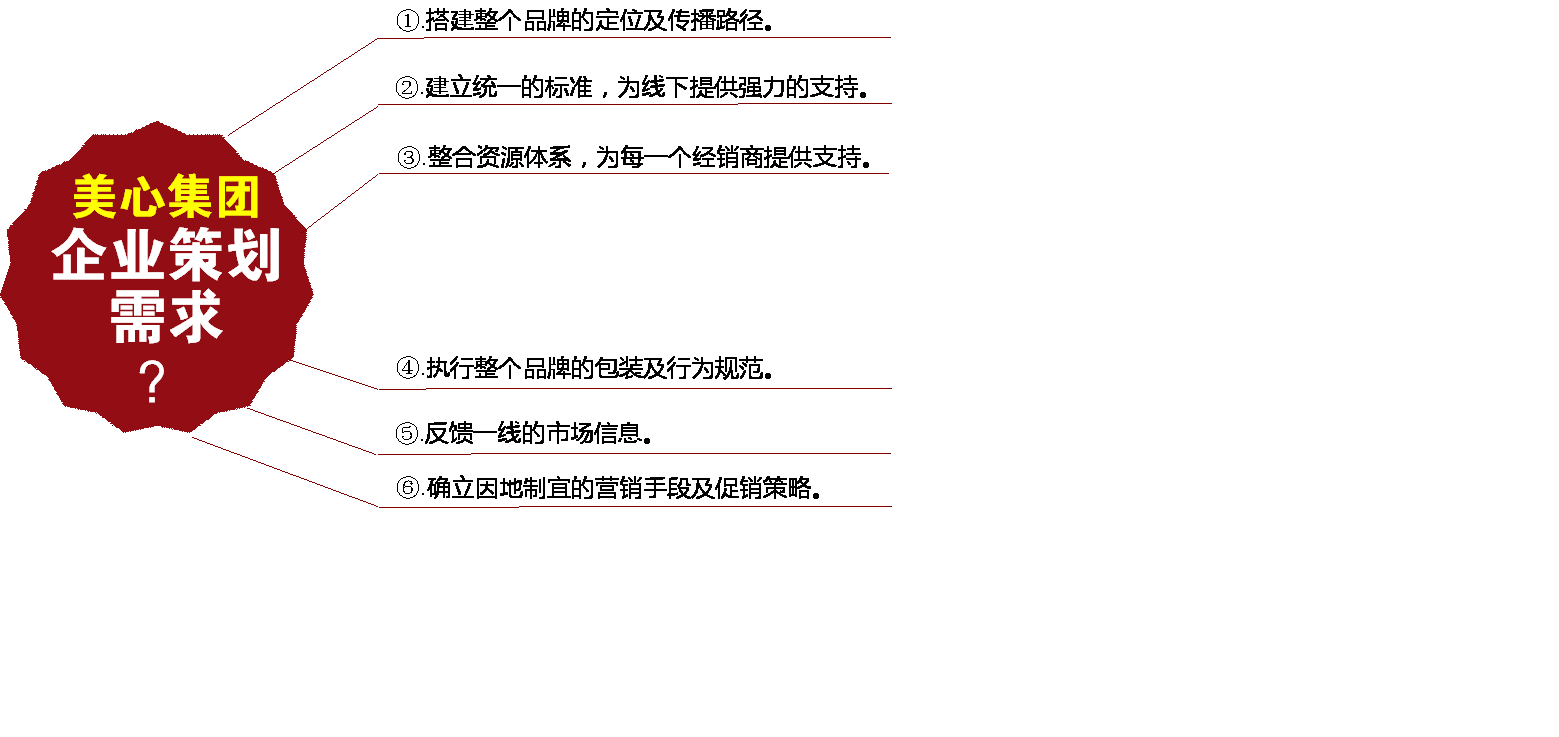 ①.搭建整个品牌的定位及传播路径。
②.建立统一的标准，为线下提供强力的支持。
③.整合资源体系，为每一个经销商提供支持。
美心集团
企业策划
需求
?
④.执行整个品牌的包装及行为规范。
⑤.反馈一线的市场信息。
⑥.确立因地制宜的营销手段及促销策略。